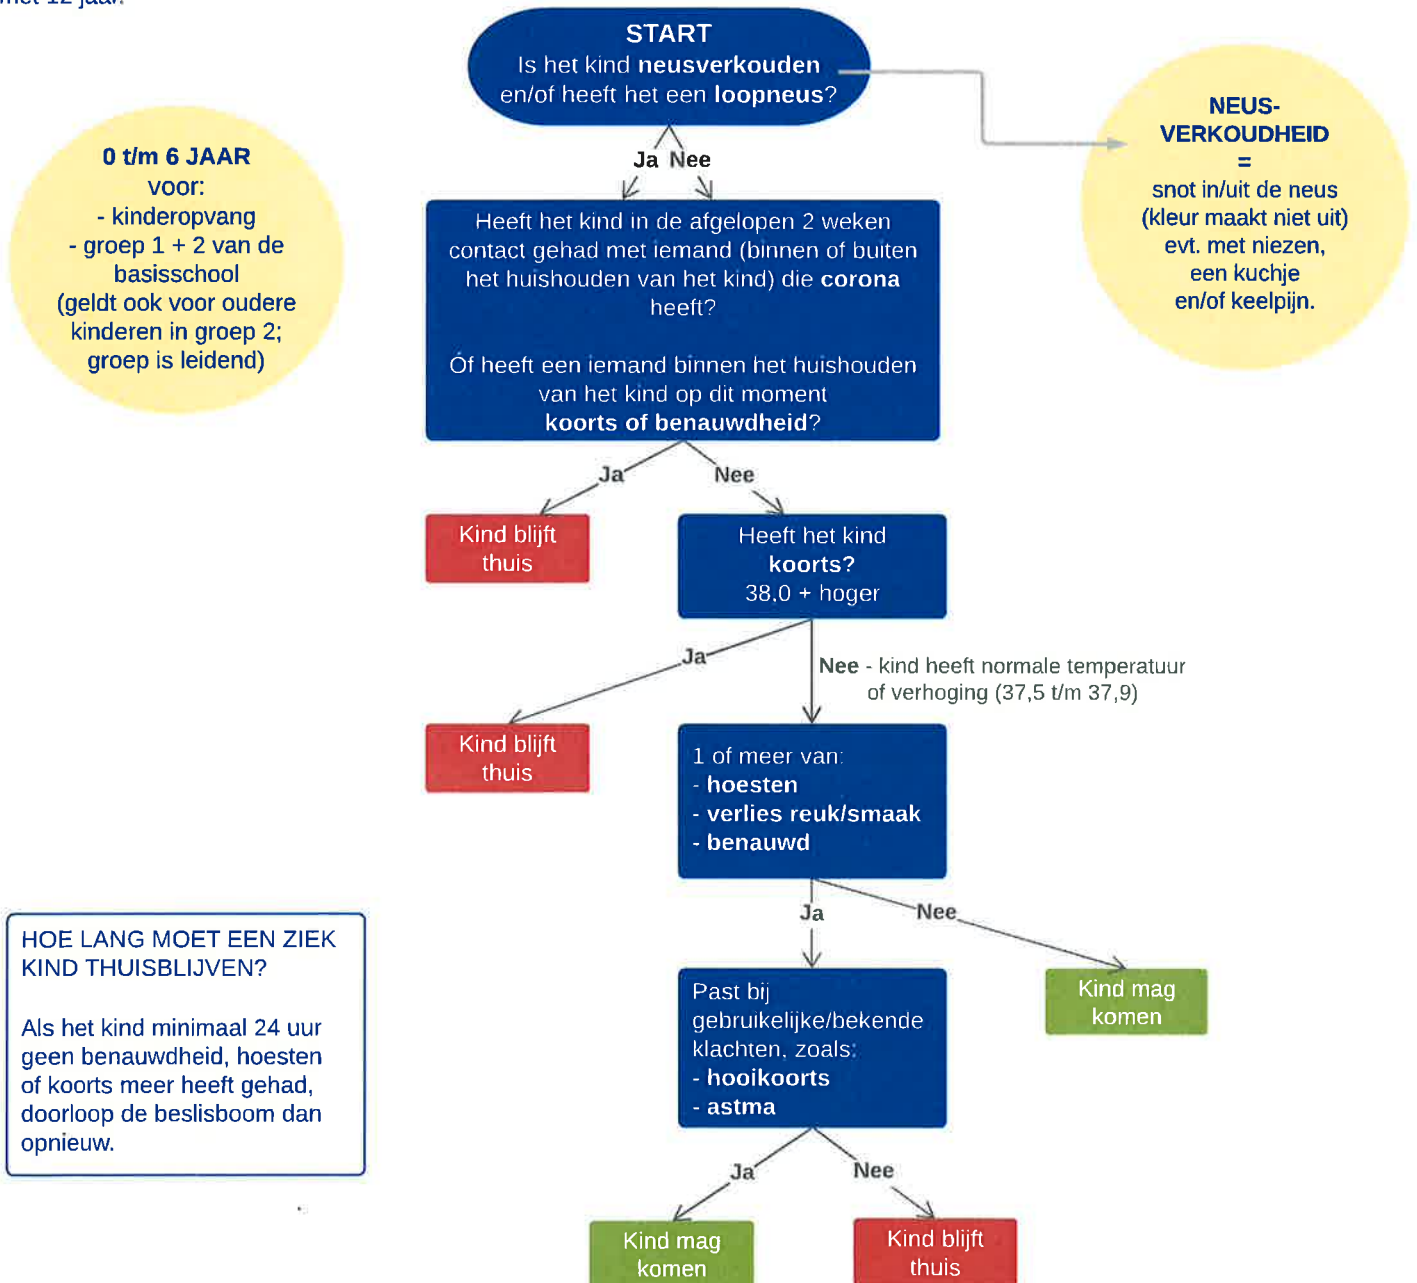 met 12 jaar.
START
Is het kind neusverkouden
en/of heeft het een loopneus?
NEUS-
VERKOUDHEID
=
snot in/uit de neus
(kleur maakt niet uit)
evt. met niezen,
een kuchje
en/of keelpijn.
0 t/m 6 JAAR
voor:
- kinderopvang
- groep 1 + 2 van de
basisschool
(geldt ook voor oudere
kinderen in groep 2;
groep is leidend)
Ja Nee
Heeft het kind in de afgelopen 2 weken
contact gehad met iemand (binnen of buiten
het huishouden van het kind) die corona
heeft?
Óf heeft een iemand binnen het huishouden
van het kind op dit moment
koorts of benauwdheid?
Ja
Nee
Kind blijft
thuis
Heeft het kind
koorts?
38,0 + hoger
Ja
Nee - kind heeft normale temperatuur
of verhoging (37,5 t/m 37,9)
Kind blijft
thuis
1 of meer van:
- hoesten
- verlies reuk/smaak
- benauwd
Ja
Nee
HOE LANG MOET EEN ZIEK
KIND THUISBLIJVEN?
Als het kind minimaal 24 uur
geen benauwdheid, hoesten
of koorts meer heeft gehad,
doorloop de beslisboom dan
opnieuw.
Past bij
gebruikelijke/bekende
klachten, zoals:
- hooikoorts
- astma
Kind mag
komen
Ja
Nee
Kind mag
komen
Kind blijft
thuis